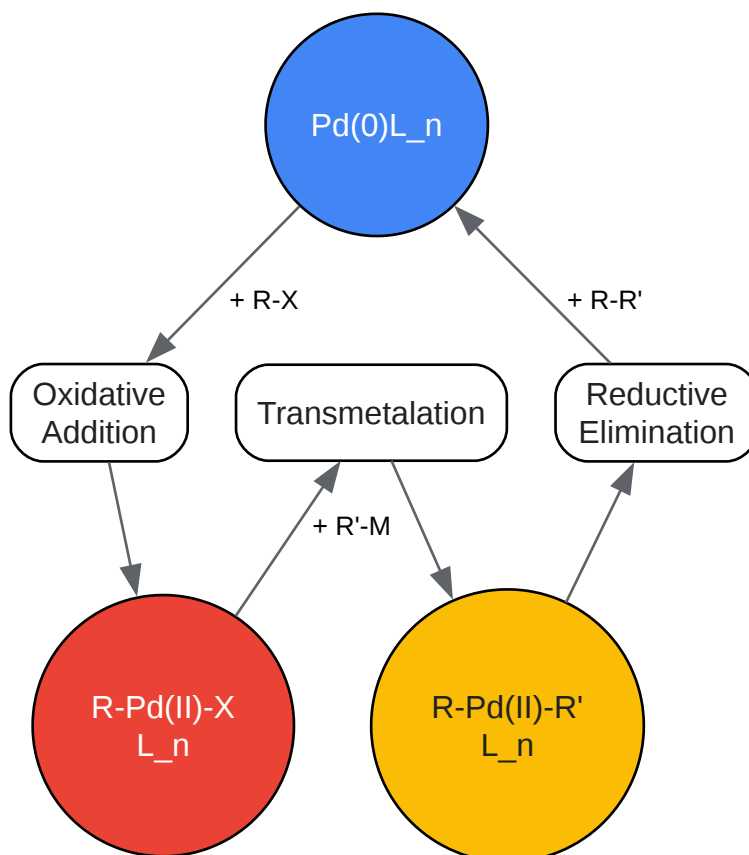 Pd(0)L_n
+ R-X
+ R-R'
Oxidative
Addition
Transmetalation
Reductive
Elimination
+ R'-M
R-Pd(II)-X
L_n
R-Pd(II)-R'
L_n